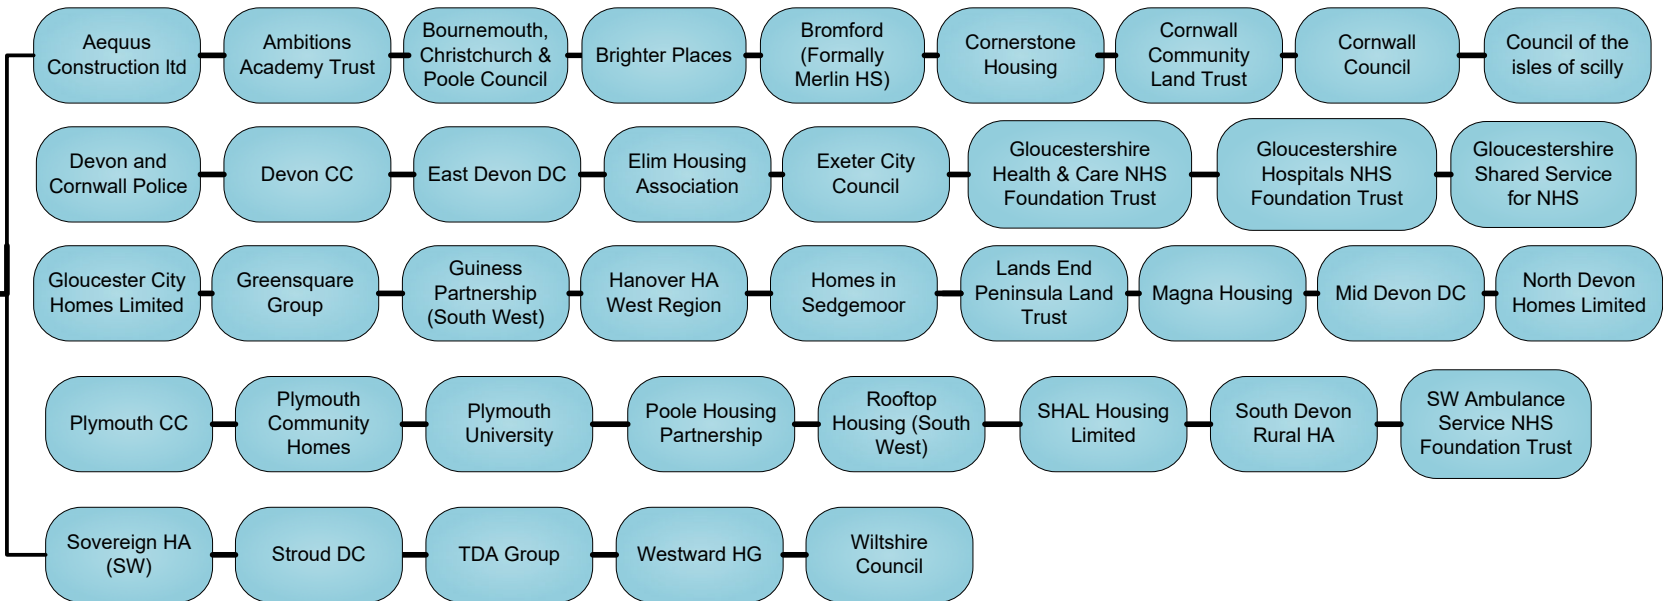 Aequus
Construction ltd
Ambitions
Academy Trust
Bournemouth,
Christchurch &
Poole Council
Brighter Places
Bromford
(Formally
Merlin HS)
Cornerstone
Housing
Cornwall
Community
Land Trust
Cornwall
Council
Council of the
isles of scilly
Devon and
Cornwall Police
Devon CC
East Devon DC
Elim Housing
Association
Exeter City
Council
Gloucestershire
Health & Care NHS
Foundation Trust
Gloucestershire
Hospitals NHS
Foundation Trust
Gloucestershire
Shared Service
for NHS
Gloucester City
Homes Limited
Greensquare
Group
Guiness
Partnership
(South West)
Hanover HA
West Region
Homes in
Sedgemoor
Lands End
Peninsula Land
Trust
Magna Housing
Mid Devon DC
North Devon
Homes Limited
Plymouth CC
Plymouth
Community
Homes
Plymouth
University
Poole Housing
Partnership
Rooftop
Housing (South
West)
SHAL Housing
Limited
South Devon
Rural HA
SW Ambulance
Service NHS
Foundation Trust
Sovereign HA
(SW)
Stroud DC
TDA Group
Westward HG
Wiltshire
Council